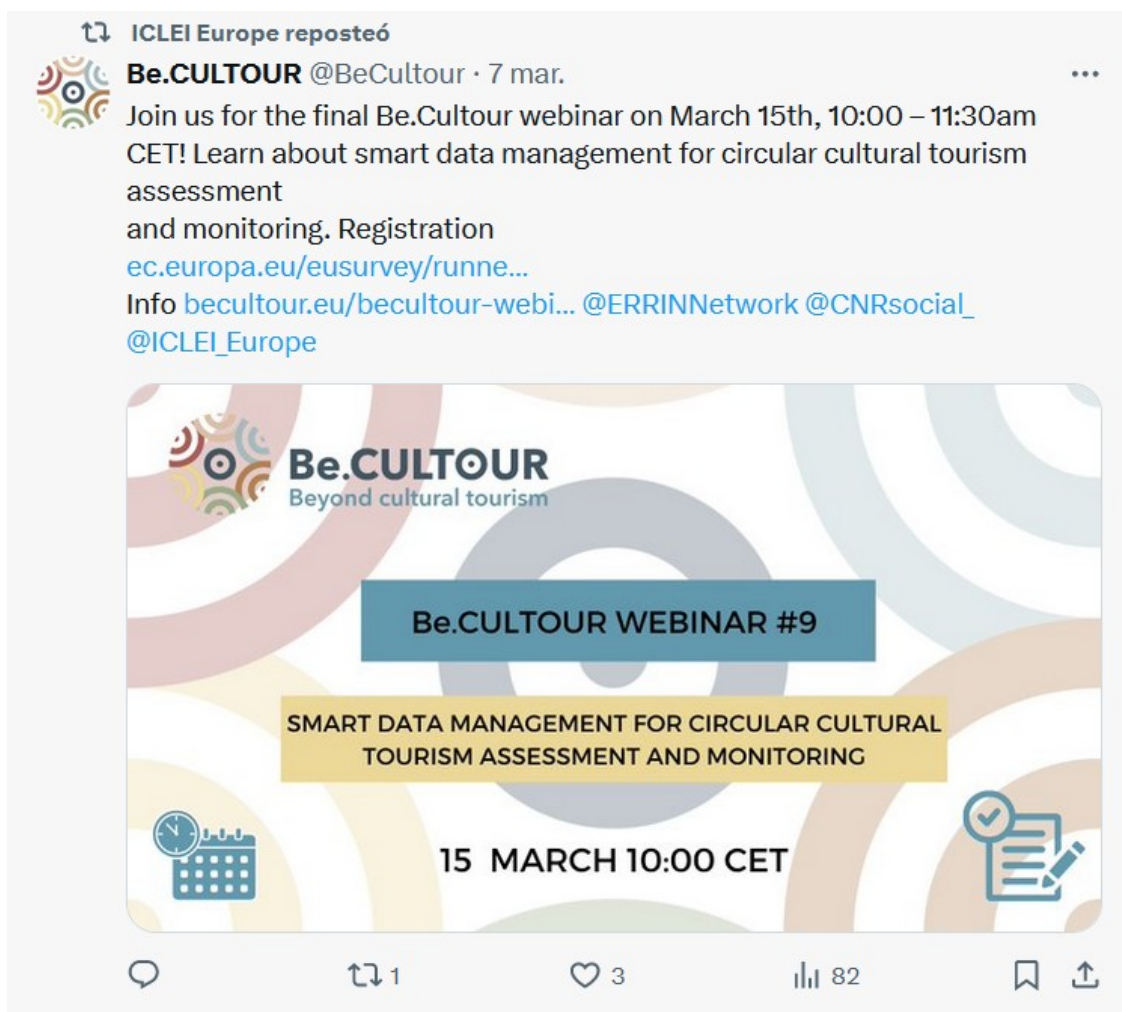 ICLEI Europe reposteó
Be.CULTOUR @BeCultour · 7 mar.
Join us for the final Be.Cultour webinar on March 15th, 10:00 – 11:30am
CET! Learn about smart data management for circular cultural tourism
assessment
and monitoring. Registration
ec.europa.eu/eusurvey/runne...
Info becultour.eu/becultour-webi... @ERRINNetwork @CNRsocial_
@ICLEI_Europe
Be.CULTOUR
Beyond cultural tourism
Be.CULTOUR WEBINAR #9
SMART DATA MANAGEMENT FOR CIRCULAR CULTURAL
TOURISM ASSESSMENT AND MONITORING
15 MARCH 10:00 CET
1 3 82